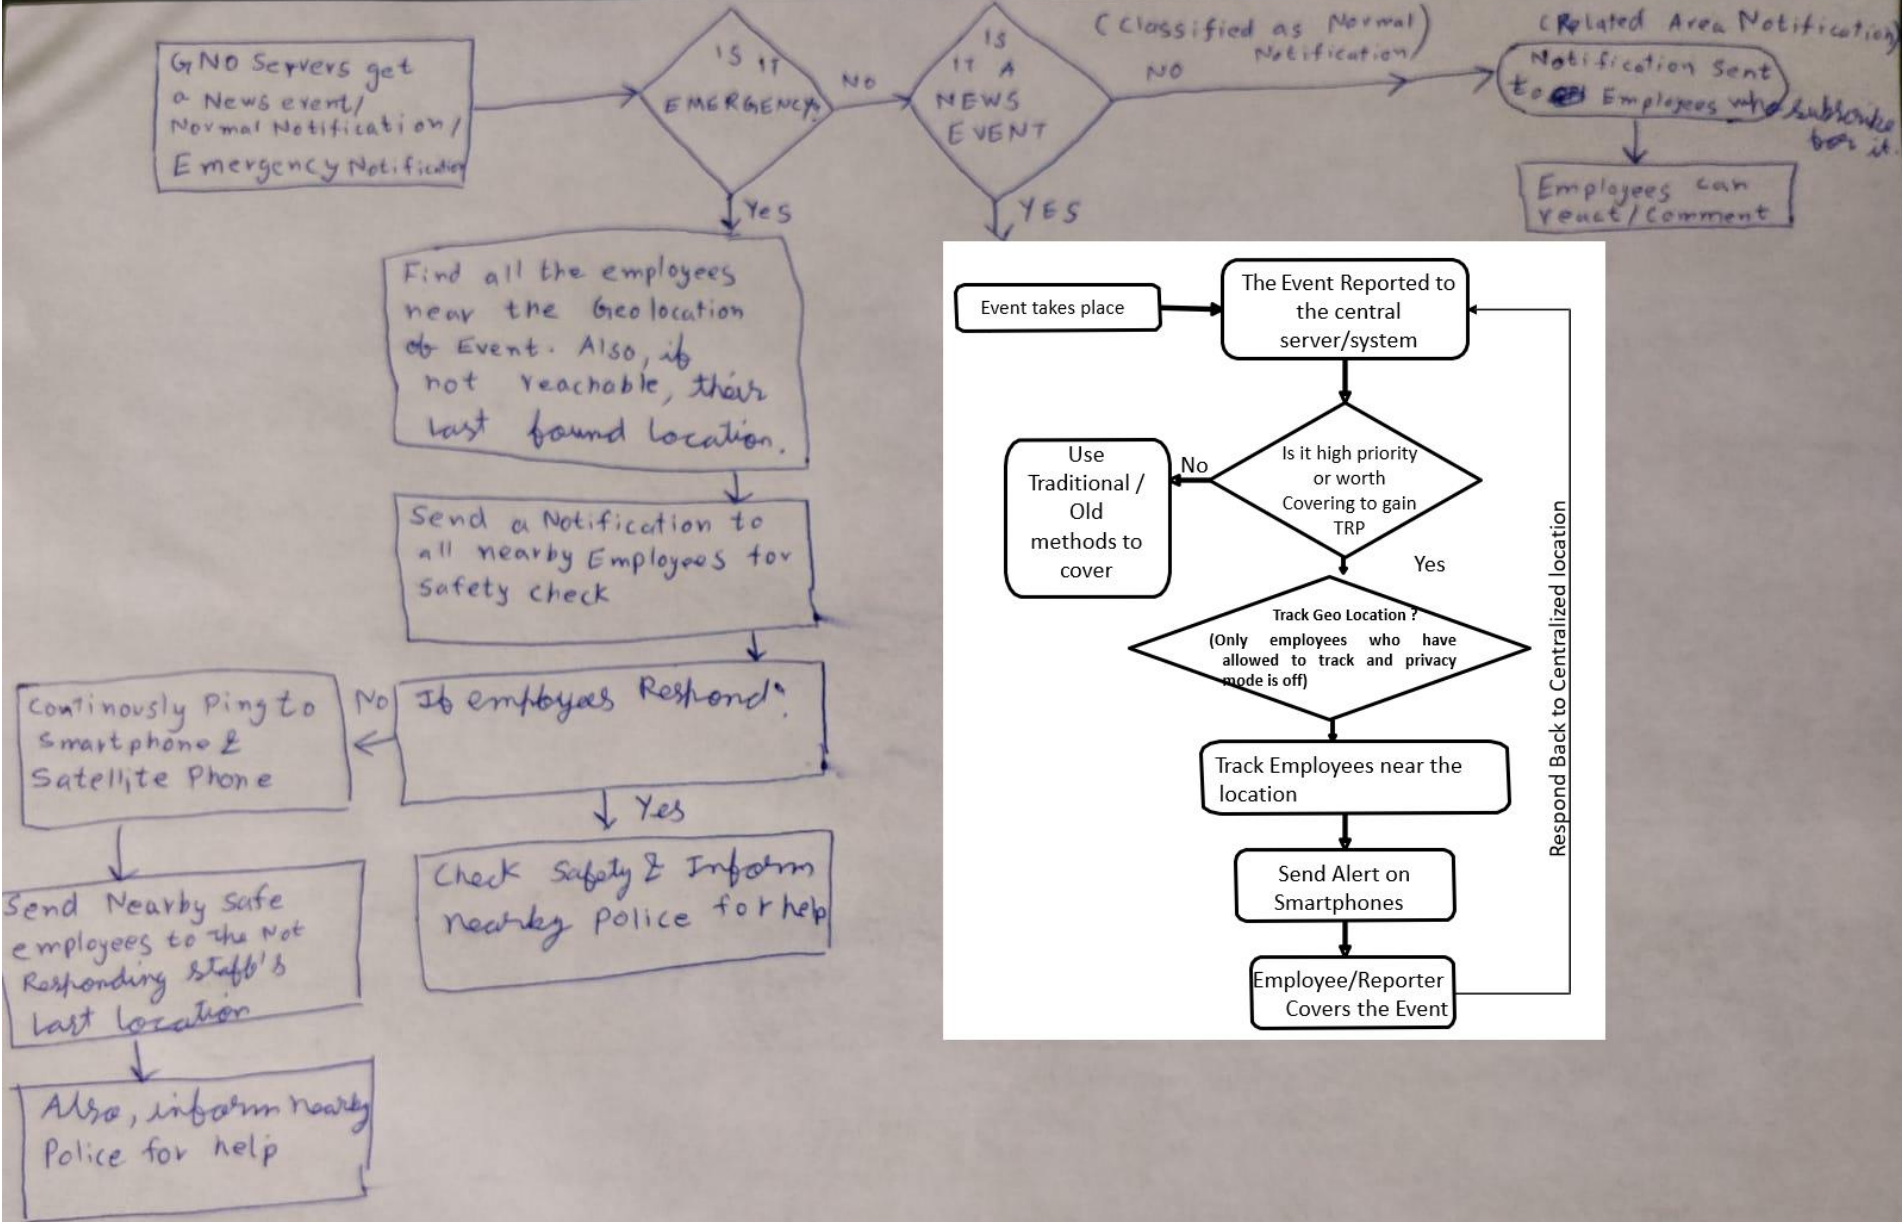 GNO Servers get
a News event/
Normal Notification/
Emergency Notification
IS IT
EMERGENCY?
NO
IS
IT A
NEWS
EVENT
(Classified as Normal
Notification)
NO
(Related Area Notification)
Notification Sent
to Employees who subscribe
for it.
Employees can
react/Comment
Yes
YES
Find all the employees
near the Geolocation
of Event. Also, if
not reachable, their
last found location.
Send a Notification to
all nearby Employees for
Safety check
If employees Respond?
No
Continously Ping to
Smartphone &
Satellite Phone
Yes
Check Safety & Inform
nearby police for help
Send Nearby safe
employees to the Not
Responding staff's
Last location
Also, inform nearby
Police for help
Event takes place
The Event Reported to
the central
server/system
Is it high priority
or worth
Covering to gain
TRP
No
Use
Traditional /
Old
methods to
cover
Yes
Track Geo Location ?
(Only employees who have
allowed to track and privacy
mode is off)
Track Employees near the
location
Send Alert on
Smartphones
Employee/Reporter
Covers the Event
Respond Back to Centralized location